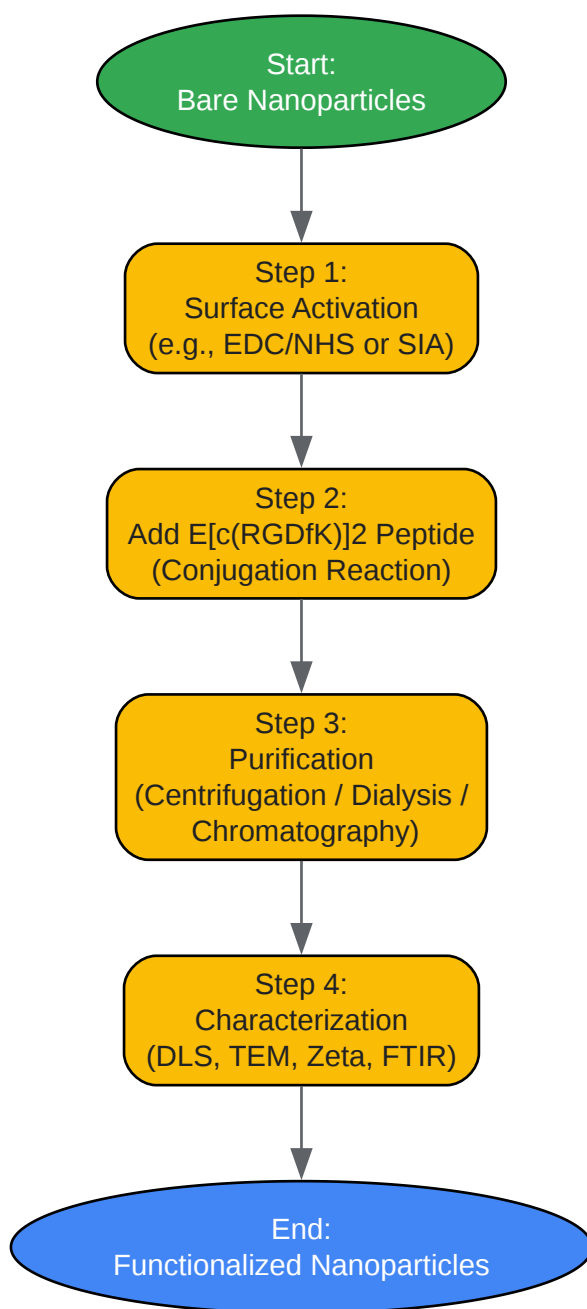 Start:
Bare Nanoparticles
Step 1:
Surface Activation
(e.g., EDC/NHS or SIA)
Step 2:
Add E[c(RGDfK)]2 Peptide
(Conjugation Reaction)
Step 3:
Purification
(Centrifugation / Dialysis /
Chromatography)
Step 4:
Characterization
(DLS, TEM, Zeta, FTIR)
End:
Functionalized Nanoparticles